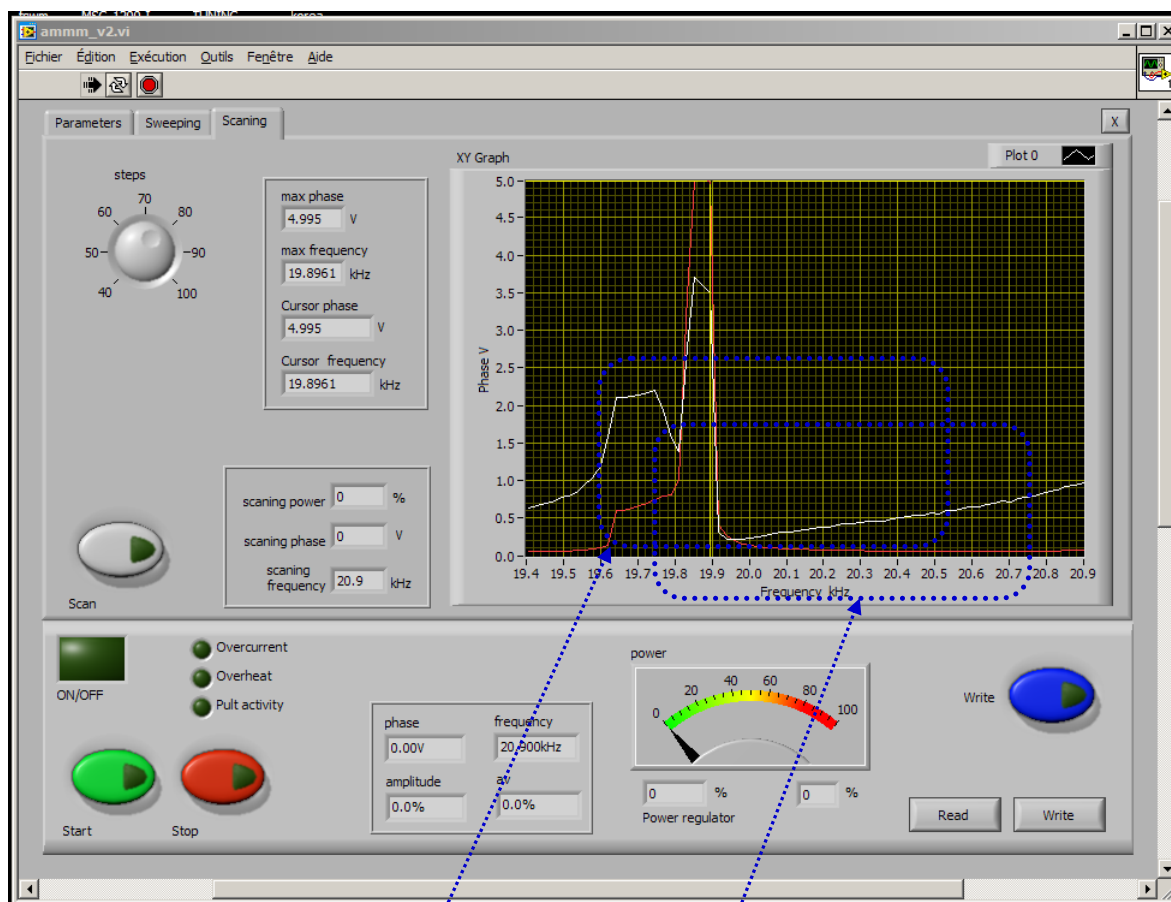 MSG_1200_I TUNING korea
ammm_v2.vi
Fichier Édition Exécution Outils Fenêtre Aide
Parameters Sweeping Scaning
X
steps
40 50 60 70 80 90 100
max phase
4.995 V
max frequency
19.8961 kHz
Cursor phase
4.995 V
Cursor frequency
19.8961 kHz
scaning power 0 %
scaning phase 0 V
scaning
frequency 20.9 kHz
Scan
XY Graph
Plot 0
Phase V
5.0
4.5
4.0
3.5
3.0
2.5
2.0
1.5
1.0
0.5
0.0
19.4 19.5 19.6 19.7 19.8 19.9 20.0 20.1 20.2 20.3 20.4 20.5 20.6 20.7 20.8 20.9
Frequency kHz
ON/OFF
Overcurrent
Overheat
Pult activity
Start Stop
phase
0.00V
frequency
20.900kHz
amplitude
0.0%
av
0.0%
power
0 20 40 60 80 100
0 % 0 %
Power regulator
Write
Read Write